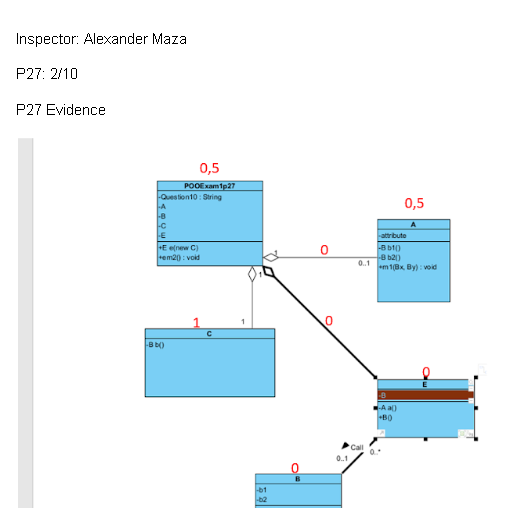 Inspector: Alexander Maza
P27: 2/10
P27 Evidence
0,5
POOExam1p27
-Question10 : String
-A
-B
-C
-E
+E e(new C)
+em2() : void
0,5
A
-attribute
-B b1()
-B b2()
+m1(Bx, By) : void
0
1
0..1
1
1
1
C
-B b()
0
0
E
-B
-A a()
+B()
Call
0..1
0..*
0
B
-b1
-b2